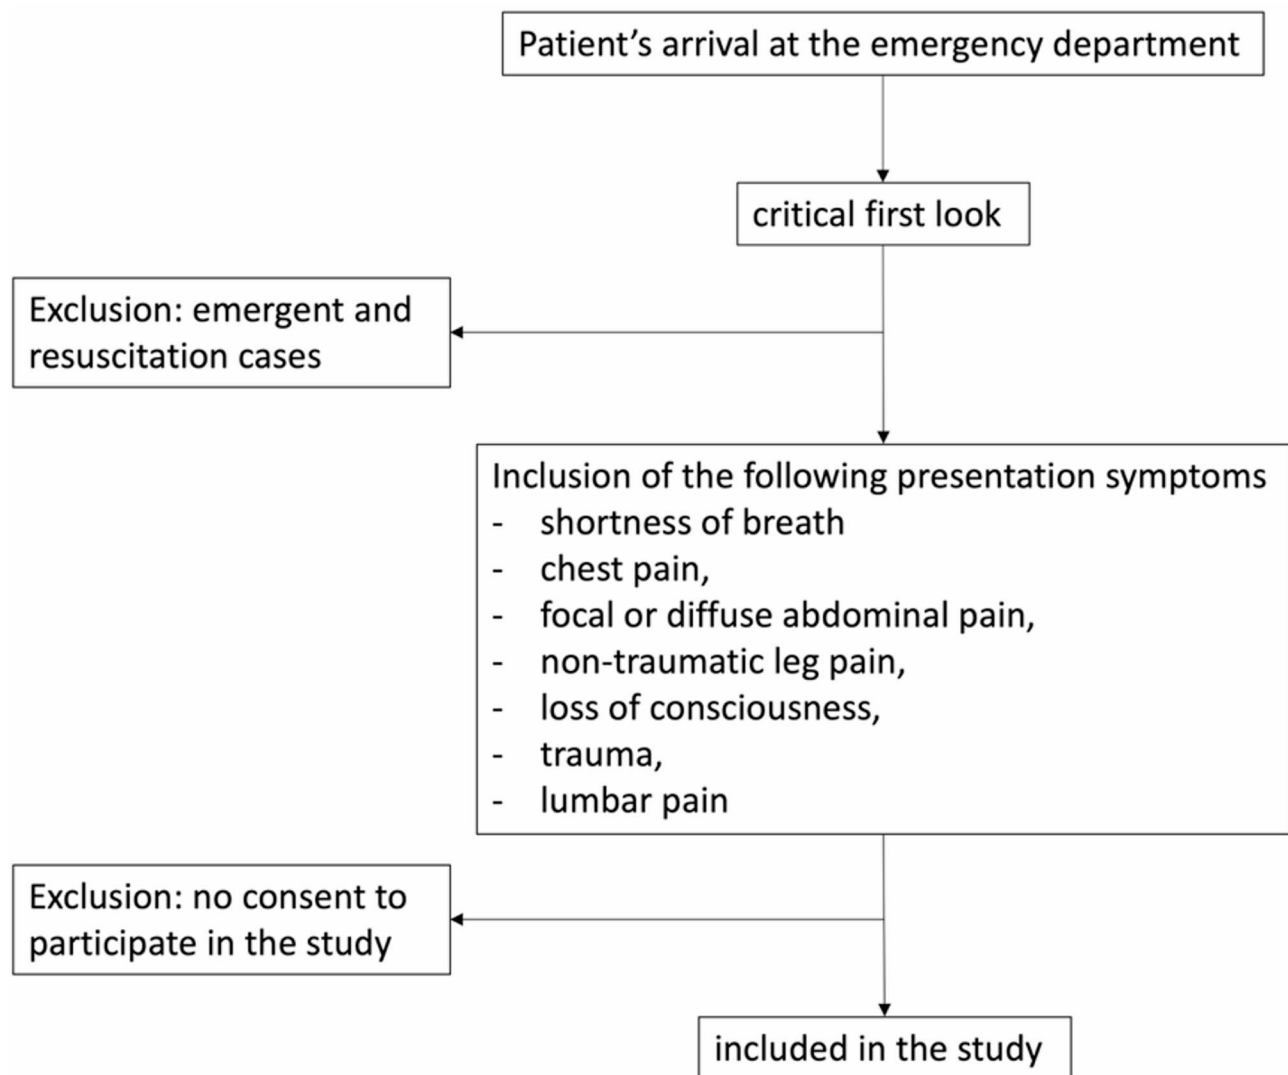 Patient’s arrival at the emergency department
critical first look
Exclusion: emergent and
resuscitation cases
Inclusion of the following presentation symptoms
- shortness of breath
- chest pain,
- focal or diffuse abdominal pain,
- non-traumatic leg pain,
- loss of consciousness,
- trauma,
- lumbar pain
Exclusion: no consent to
participate in the study
included in the study